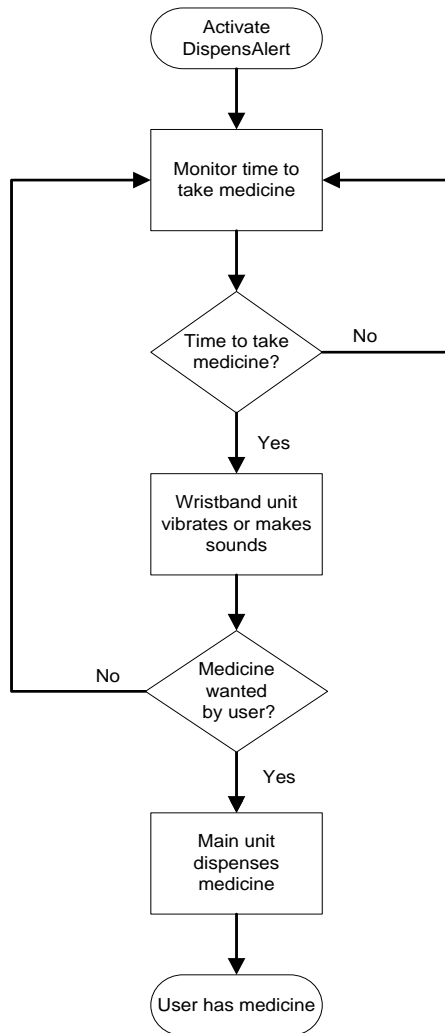 Activate
DispensAlert
Monitor time to
take medicine
Time to take
medicine?
No
Yes
Wristband unit
vibrates or makes
sounds
No
Medicine
wanted
by user?
Yes
Main unit
dispenses
medicine
User has medicine